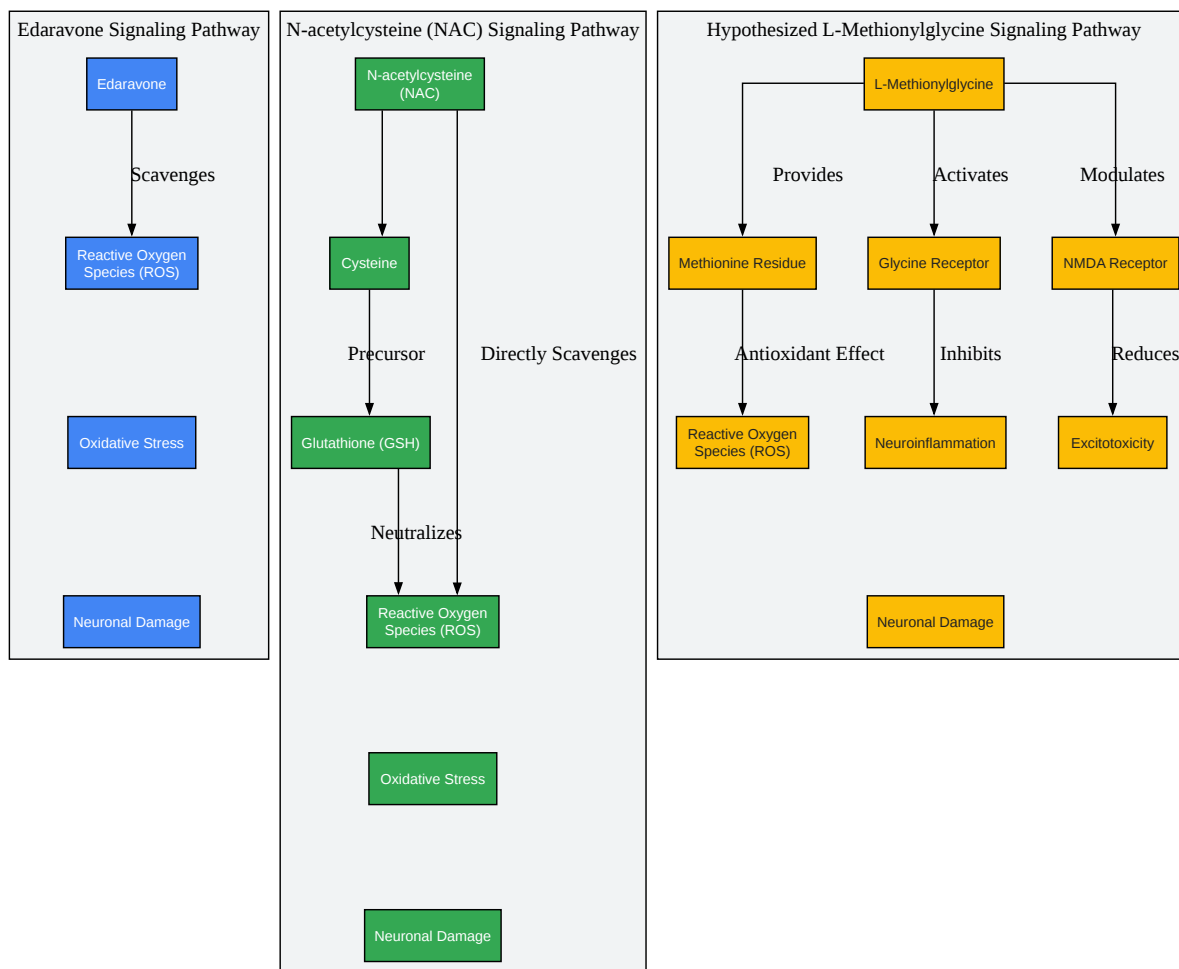 Edaravone Signaling Pathway
Edaravone
Scavenges
Reactive Oxygen
Species (ROS)
Oxidative Stress
Neuronal Damage
N-acetylcysteine (NAC) Signaling Pathway
N-acetylcysteine
(NAC)
Cysteine
Precursor
Directly Scavenges
Glutathione (GSH)
Neutralizes
Reactive Oxygen
Species (ROS)
Oxidative Stress
Neuronal Damage
Hypothesized L-Methionylglycine Signaling Pathway
L-Methionylglycine
Provides
Activates
Modulates
Methionine Residue
Glycine Receptor
NMDA Receptor
Antioxidant Effect
Inhibits
Reduces
Reactive Oxygen
Species (ROS)
Neuroinflammation
Excitotoxicity
Neuronal Damage